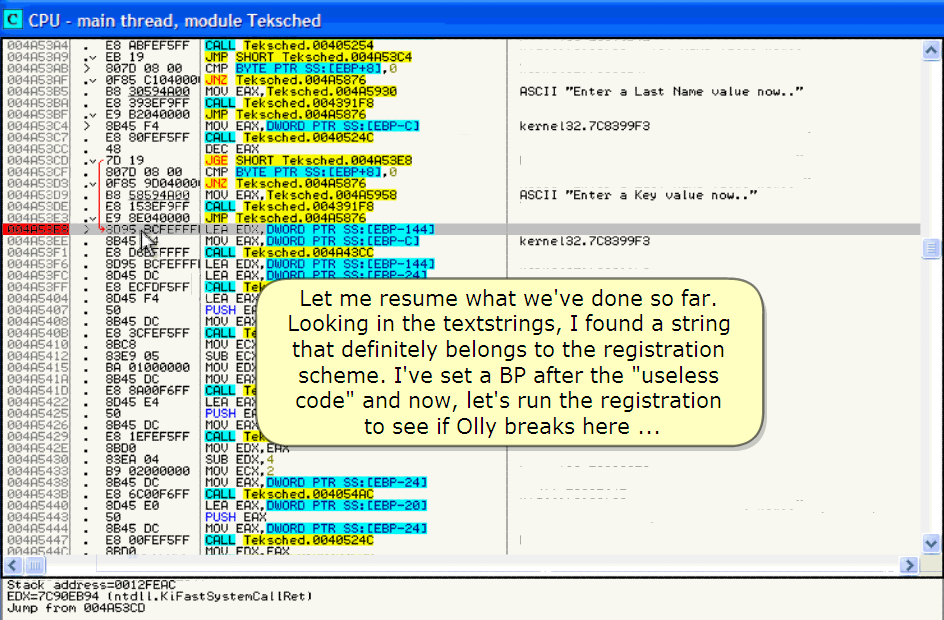 C CPU - main thread, module Teksched
004A53A4 . E8 ABFEF5FF CALL Teksched.00405254
004A53A9 .v EB 19 JMP SHORT Teksched.004A53C4
004A53AB > 807D 08 00 CMP BYTE PTR SS:[EBP+8],0
004A53AF .v 0F85 C1040000 JNZ Teksched.004A5876
004A53B5 . B8 30594A00 MOV EAX,Teksched.004A5930 ASCII "Enter a Last Name value now.."
004A53BA . E8 393EF9FF CALL Teksched.004391F8
004A53BF .v E9 B2040000 JMP Teksched.004A5876
004A53C4 > 8B45 F4 MOV EAX,DWORD PTR SS:[EBP-C] kernel32.7C8399F3
004A53C7 . E8 80FEF5FF CALL Teksched.0040524C
004A53CC . 48 DEC EAX
004A53CD .v 7D 19 JGE SHORT Teksched.004A53E8
004A53CF . 807D 08 00 CMP BYTE PTR SS:[EBP+8],0
004A53D3 .v 0F85 9D040000 JNZ Teksched.004A5876
004A53D9 . B8 58594A00 MOV EAX,Teksched.004A5958 ASCII "Enter a Key value now.."
004A53DE . E8 153EF9FF CALL Teksched.004391F8
004A53E3 .v E9 8E040000 JMP Teksched.004A5876
004A53E8 > 8D95 BCFEFFFF LEA EDX,DWORD PTR SS:[EBP-144]
004A53EE . 8B45 MOV EAX,DWORD PTR SS:[EBP-C] kernel32.7C8399F3
004A53F1 . E8 FFFF CALL Teksched.004A43CC
004A53F6 . 8D95 BCFEFFFF LEA EDX,DWORD PTR SS:[EBP-144]
004A53FC . 8D45 DC LEA EAX,DWORD PTR SS:[EBP-24]
004A53FF . E8 ECFDF5FF CALL Te
004A5404 . 8D45 F4 LEA EA
004A5407 . 50 PUSH EA
004A5408 . 8B45 DC MOV EA
004A540B . E8 3CFEF5FF CALL Te
004A5410 . 8BC8 MOV EC
004A5412 . 83E9 05 SUB EC
004A5415 . BA 01000000 MOV ED
004A541A . 8B45 DC MOV EA
004A541D . E8 8A00F6FF CALL Te
004A5422 . 8D45 E4 LEA EA
004A5425 . 50 PUSH EA
004A5426 . 8B45 DC MOV EA
004A5429 . E8 1EFEF5FF CALL Tek
004A542E . 8BD0 MOV EDX,EAX
004A5430 . 83EA 04 SUB EDX,4
004A5433 . B9 02000000 MOV ECX,2
004A5438 . 8B45 DC MOV EAX,DWORD PTR SS:[EBP-24]
004A543B . E8 6C00F6FF CALL Teksched.004054AC
004A5440 . 8D45 E0 LEA EAX,DWORD PTR SS:[EBP-20]
004A5443 . 50 PUSH EAX
004A5444 . 8B45 DC MOV EAX,DWORD PTR SS:[EBP-24]
004A5447 . E8 00FEF5FF CALL Teksched.0040524C
004A544C . 8BD0 MOV EDX,EAX
Let me resume what we've done so far.
Looking in the textstrings, I found a string
that definitely belongs to the registration
scheme. I've set a BP after the "useless
code" and now, let's run the registration
to see if Olly breaks here ...
Stack address=0012FEAC
EDX=7C90EB94 (ntdll.KiFastSystemCallRet)
Jump from 004A53CD